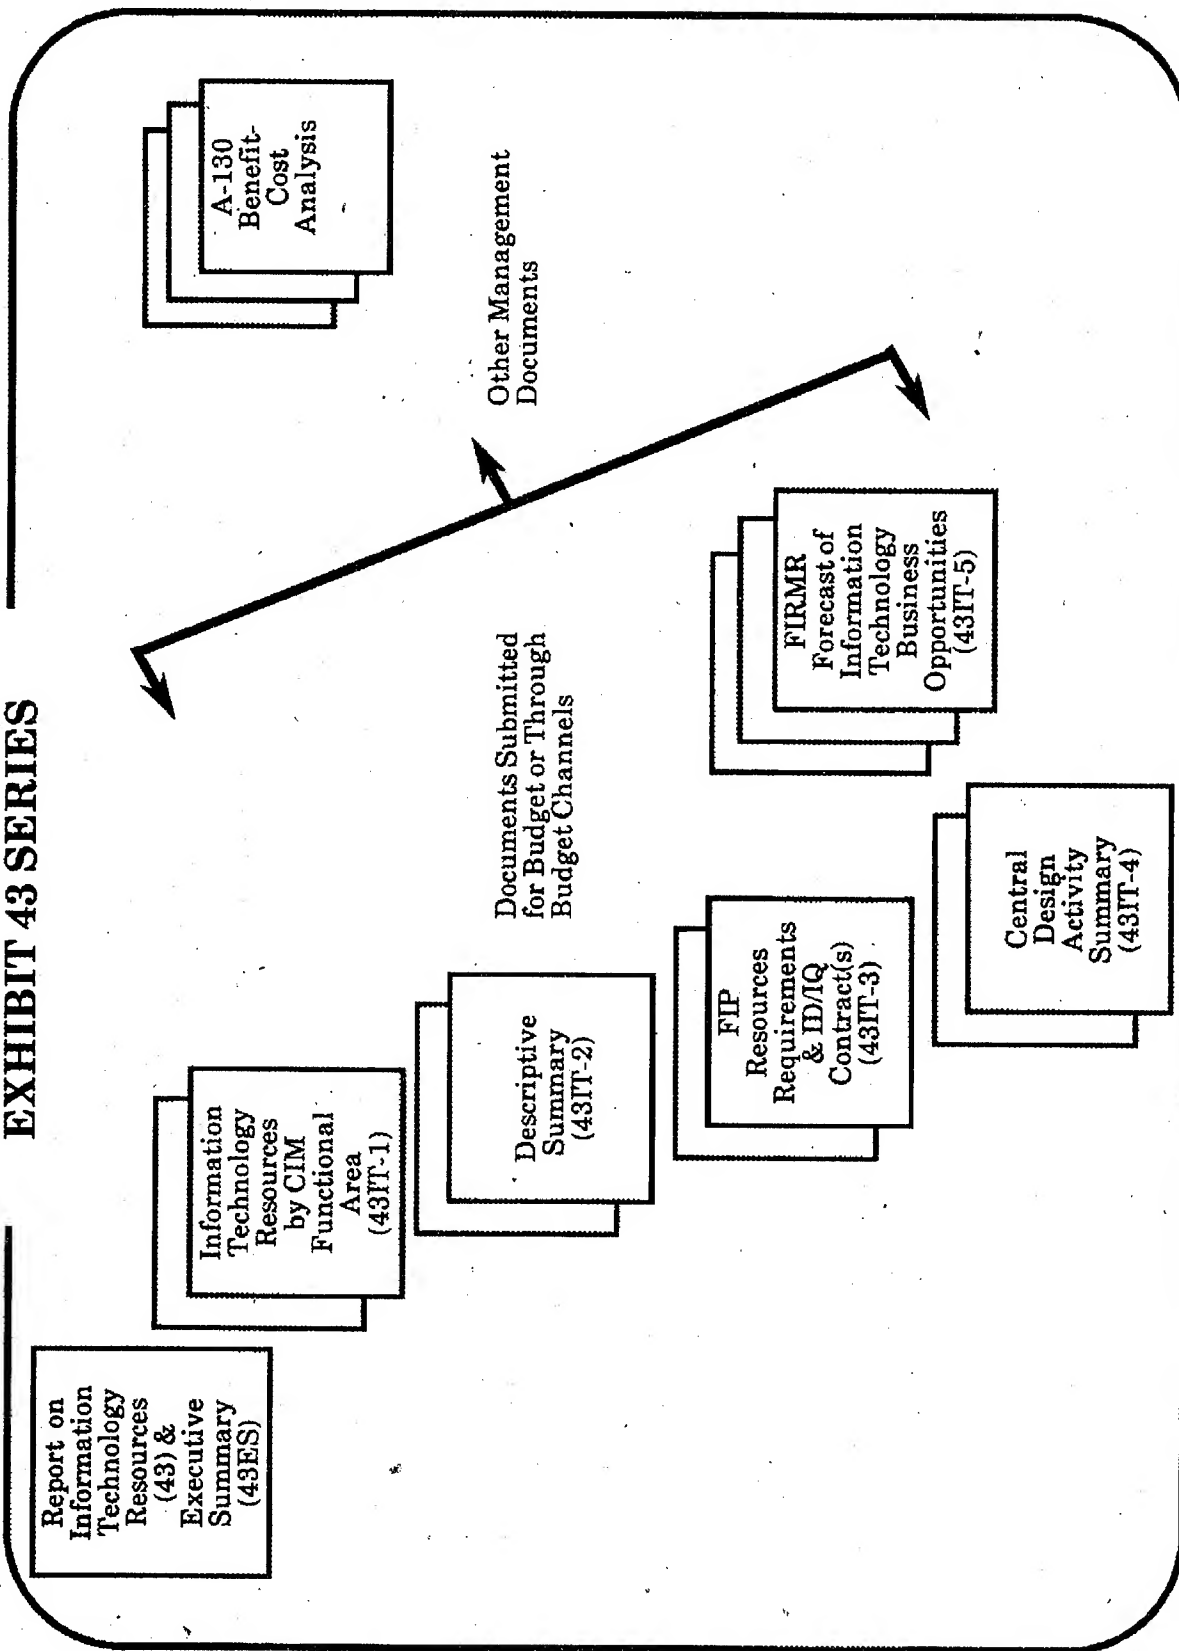 EXHIBIT 43 SERIES
Report on
Information
Technology
Resources
(43) &
Executive
Summary
(43ES)
Information
Technology
Resources
by CIM
Functional
Area
(43IT-1)
Descriptive
Summary
(43IT-2)
FIP
Resources
Requirements
& ID/IQ
Contract(s)
(43IT-3)
Central
Design
Activity
Summary
(43IT-4)
FIRMR
Forecast of
Information
Technology
Business
Opportunities
(43IT-5)
Documents Submitted
for Budget or Through
Budget Channels
Other Management
Documents
A-130
Benefit-
Cost
Analysis